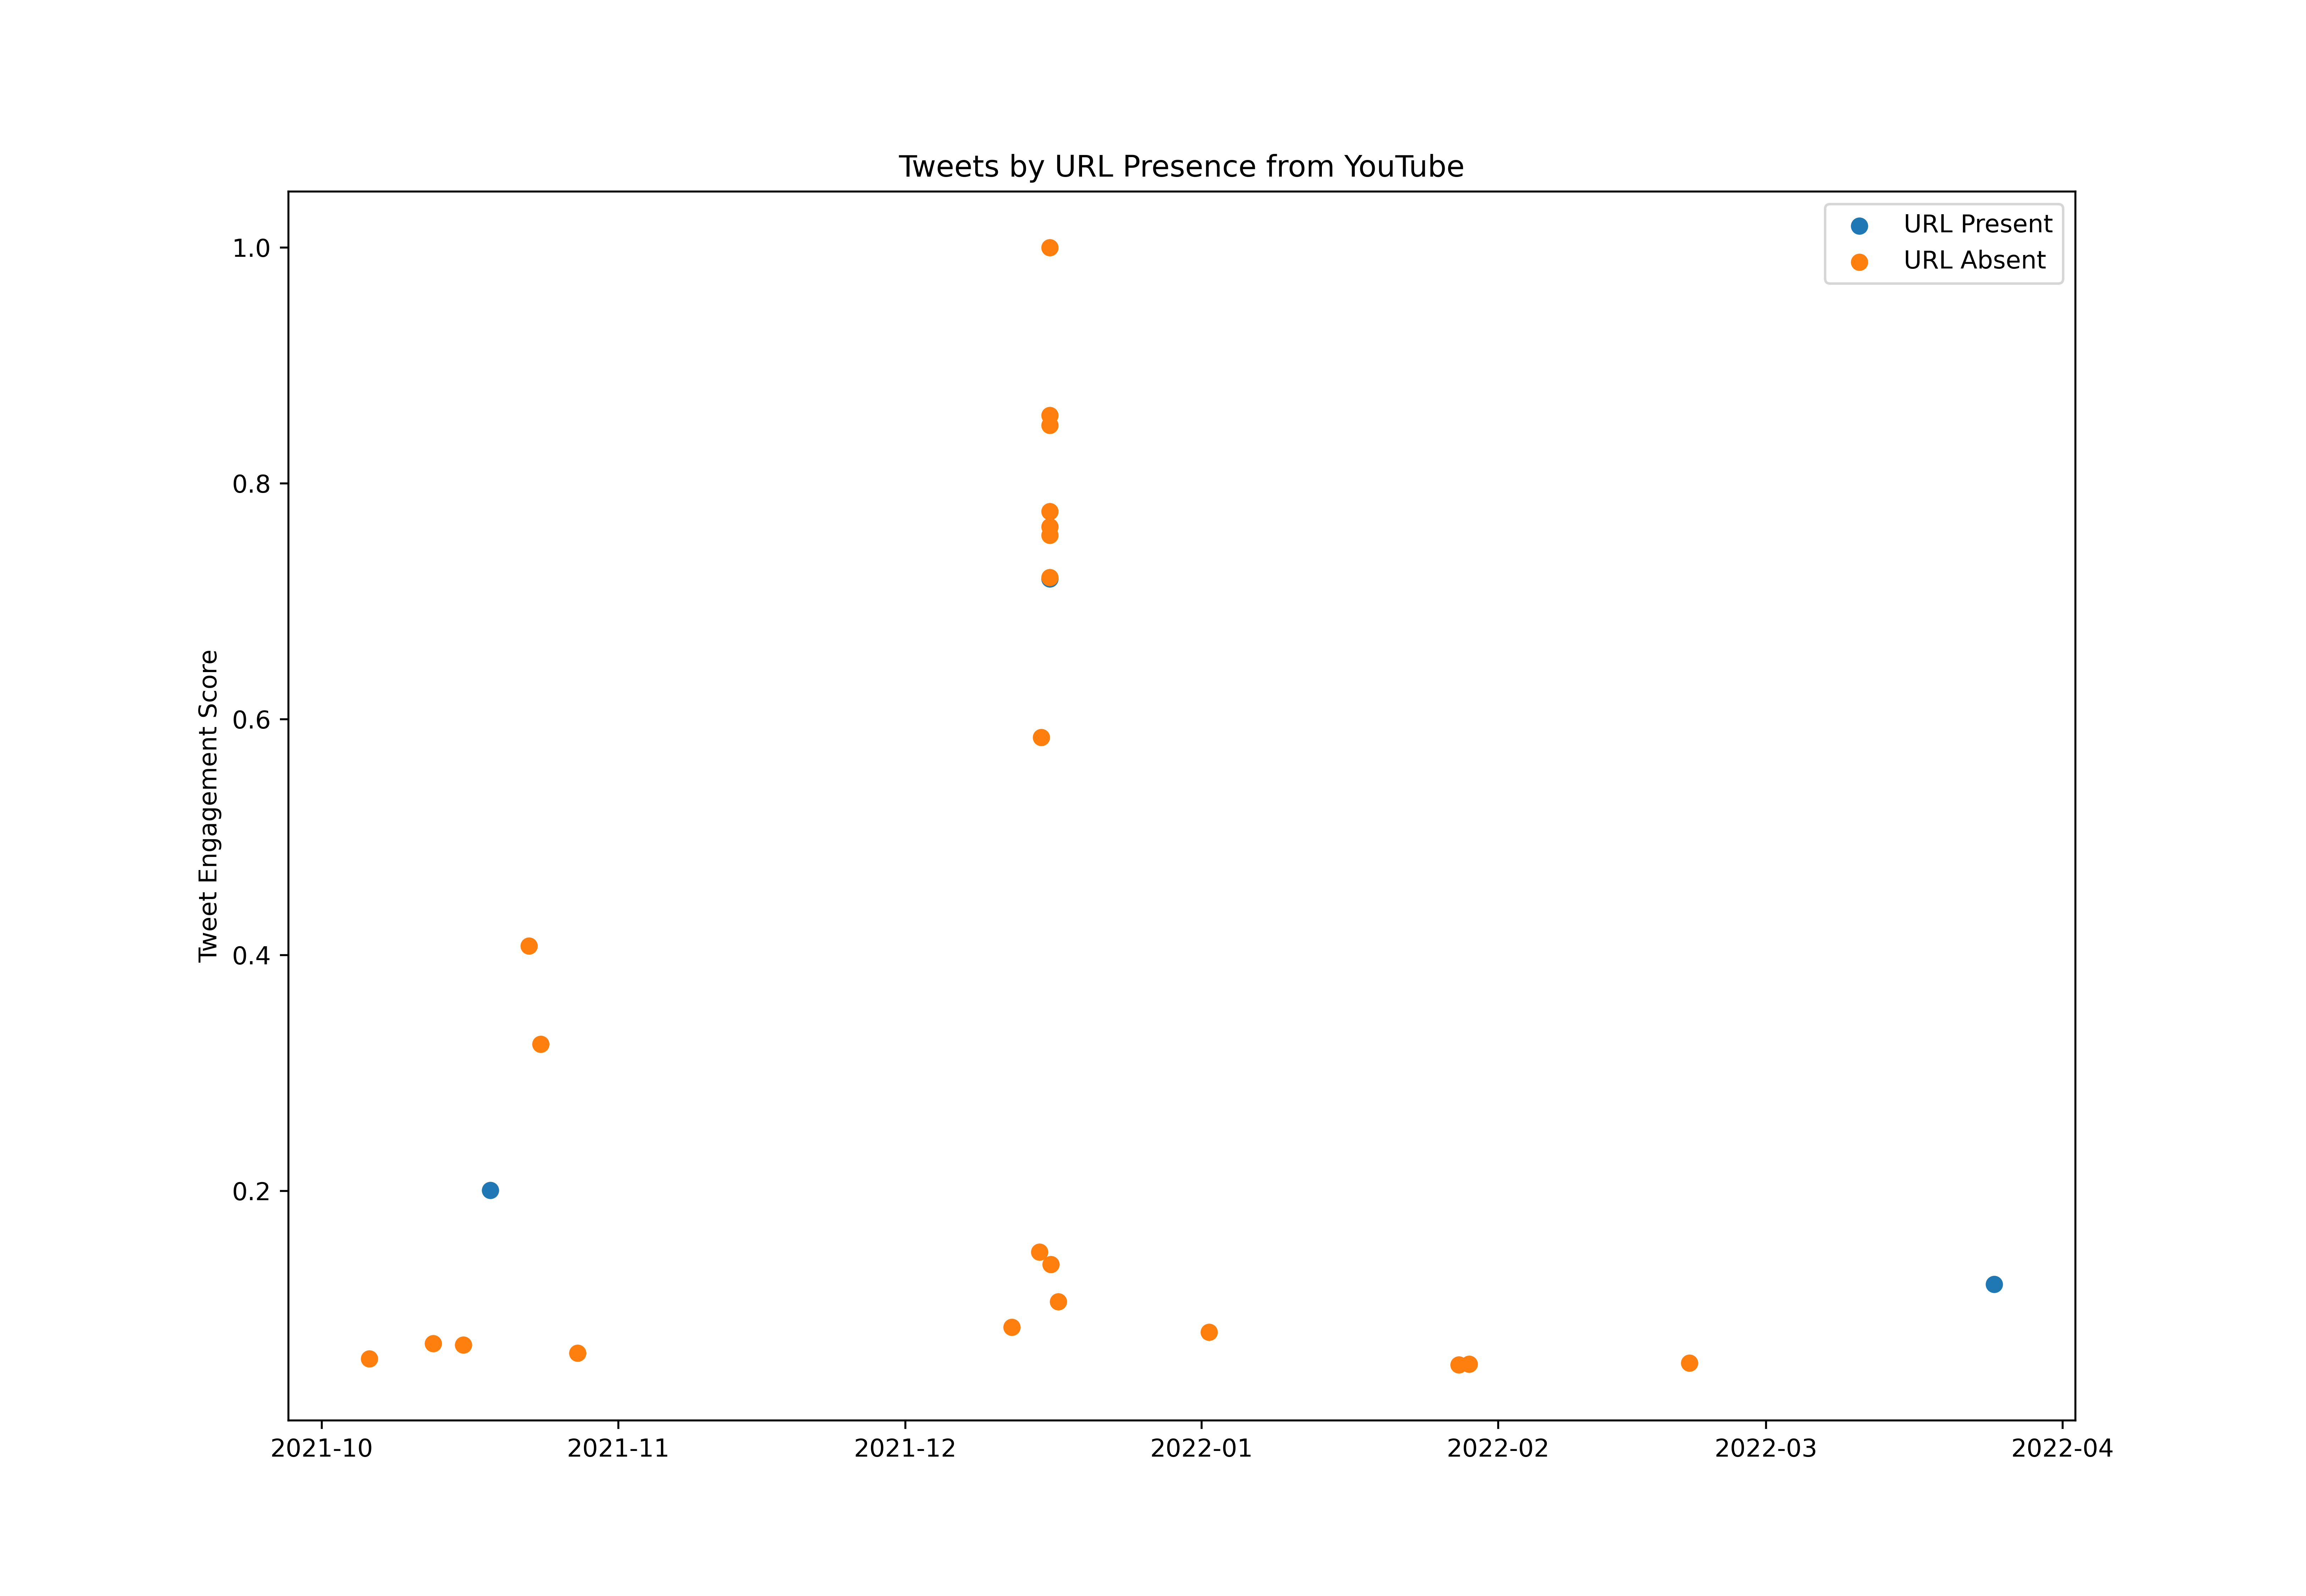 Tweets by URL Presence from YouTube
URL Present
URL Absent
Tweet Engagement Score
1.0
0.8
0.6
0.4
0.2
2021-10 2021-11 2021-12 2022-01 2022-02 2022-03 2022-04